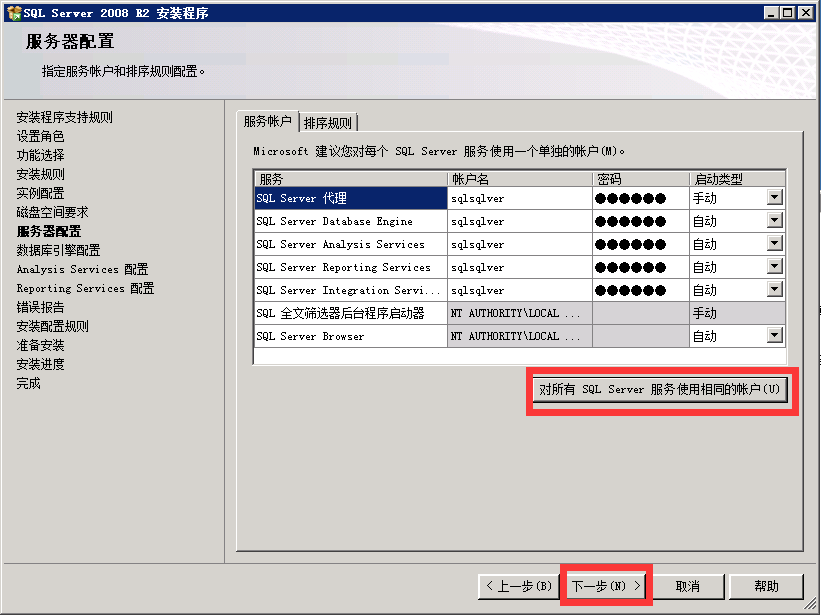 SQL Server 2008 R2 安装程序
服务器配置
指定服务帐户和排序规则配置。
安装程序支持规则
设置角色
功能选择
安装规则
实例配置
磁盘空间要求
服务器配置
数据库引擎配置
Analysis Services 配置
Reporting Services 配置
错误报告
安装配置规则
准备安装
安装进度
完成
服务帐户 排序规则
Microsoft 建议您对每个 SQL Server 服务使用一个单独的帐户(M)。
服务 帐户名 密码 启动类型
SQL Server 代理 sqlsqlver ●●●●●● 手动
SQL Server Database Engine sqlsqlver ●●●●●● 自动
SQL Server Analysis Services sqlsqlver ●●●●●● 自动
SQL Server Reporting Services sqlsqlver ●●●●●● 自动
SQL Server Integration Servi... sqlsqlver ●●●●●● 自动
SQL 全文筛选器后台程序启动器 NT AUTHORITY\LOCAL ... 手动
SQL Server Browser NT AUTHORITY\LOCAL ... 自动
对所有 SQL Server 服务使用相同的帐户(U)
< 上一步(B) 下一步(N) > 取消 帮助